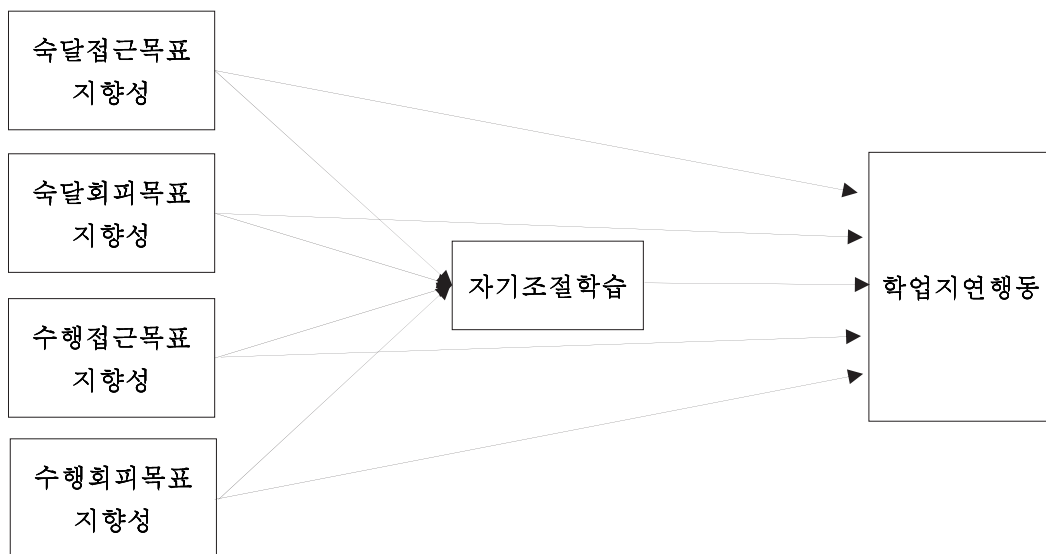 숙달접근목표
지향성
숙달회피목표
지향성
수행접근목표
지향성
수행회피목표
지향성
자기조절학습
학업지연행동